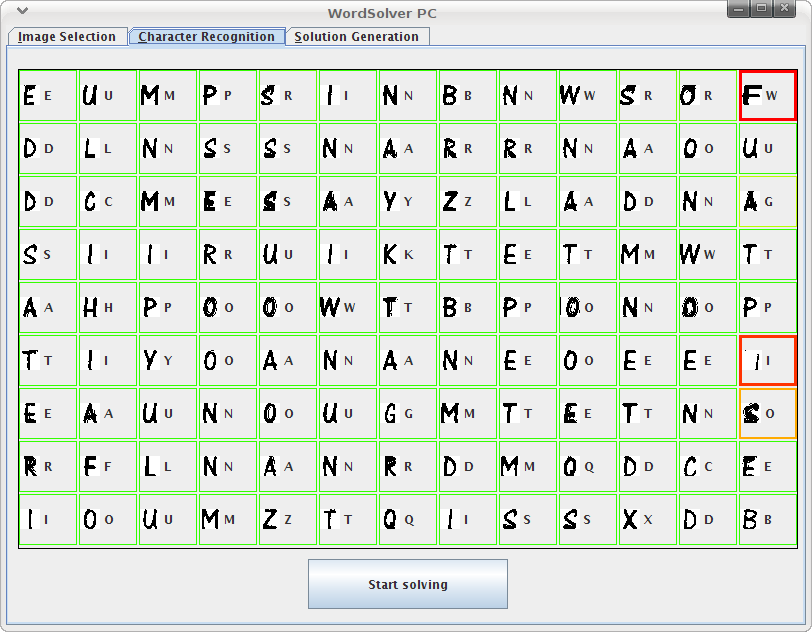 WordSolver PC
Image Selection Character Recognition Solution Generation
E E U U M M P P S R I I N N B B N N W W S R O R F W
D D L L N N S S S S N N A A R R R R N N A A O O U U
D D C C M M E E S S A A Y Y Z Z L L A A D D N N A G
S S I I I I R R U U I I K K T T E E T T M M W W T T
A A H H P P O O O O W W T T B B P P O O N N O O P P
T T I I Y Y O O A A N N A A N N E E O O E E E E I I
E E A A U U N N O O U U G G M M T T E E T T N N S O
R R F F L L N N A A N N R R D D M M Q Q D D C C E E
I I O O U U M M Z Z T T Q Q I I S S S S X X D D B B
Start solving